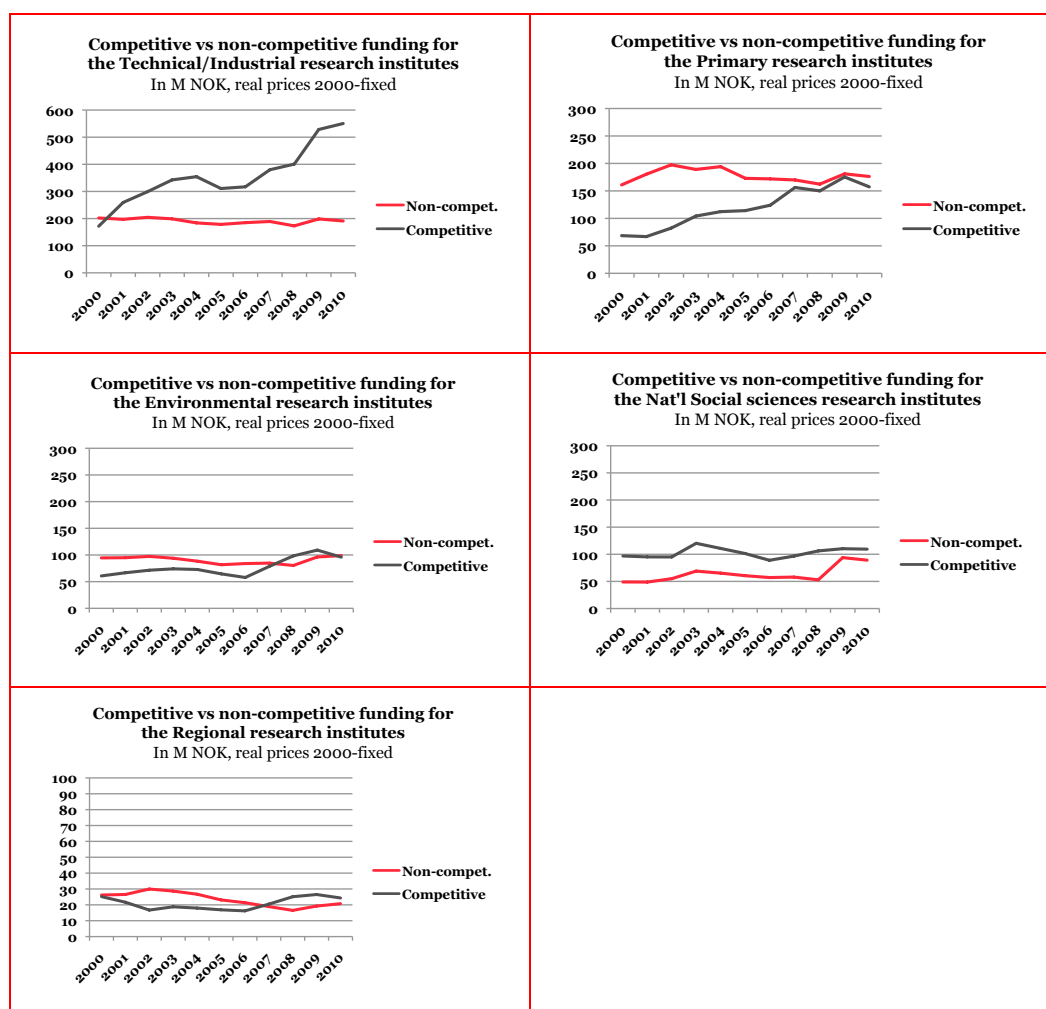 Competitive vs non-competitive funding for
the Technical/Industrial research institutes
In M NOK, real prices 2000-fixed
600
500
400
300
200
100
0
2000 2001 2002 2003 2004 2005 2006 2007 2008 2009 2010
Non-compet.
Competitive
Competitive vs non-competitive funding for
the Primary research institutes
In M NOK, real prices 2000-fixed
300
250
200
150
100
50
0
2000 2001 2002 2003 2004 2005 2006 2007 2008 2009 2010
Non-compet.
Competitive
Competitive vs non-competitive funding for
the Environmental research institutes
In M NOK, real prices 2000-fixed
300
250
200
150
100
50
0
2000 2001 2002 2003 2004 2005 2006 2007 2008 2009 2010
Non-compet.
Competitive
Competitive vs non-competitive funding for
the Nat'l Social sciences research institutes
In M NOK, real prices 2000-fixed
300
250
200
150
100
50
0
2000 2001 2002 2003 2004 2005 2006 2007 2008 2009 2010
Non-compet.
Competitive
Competitive vs non-competitive funding for
the Regional research institutes
In M NOK, real prices 2000-fixed
100
90
80
70
60
50
40
30
20
10
0
2000 2001 2002 2003 2004 2005 2006 2007 2008 2009 2010
Non-compet.
Competitive